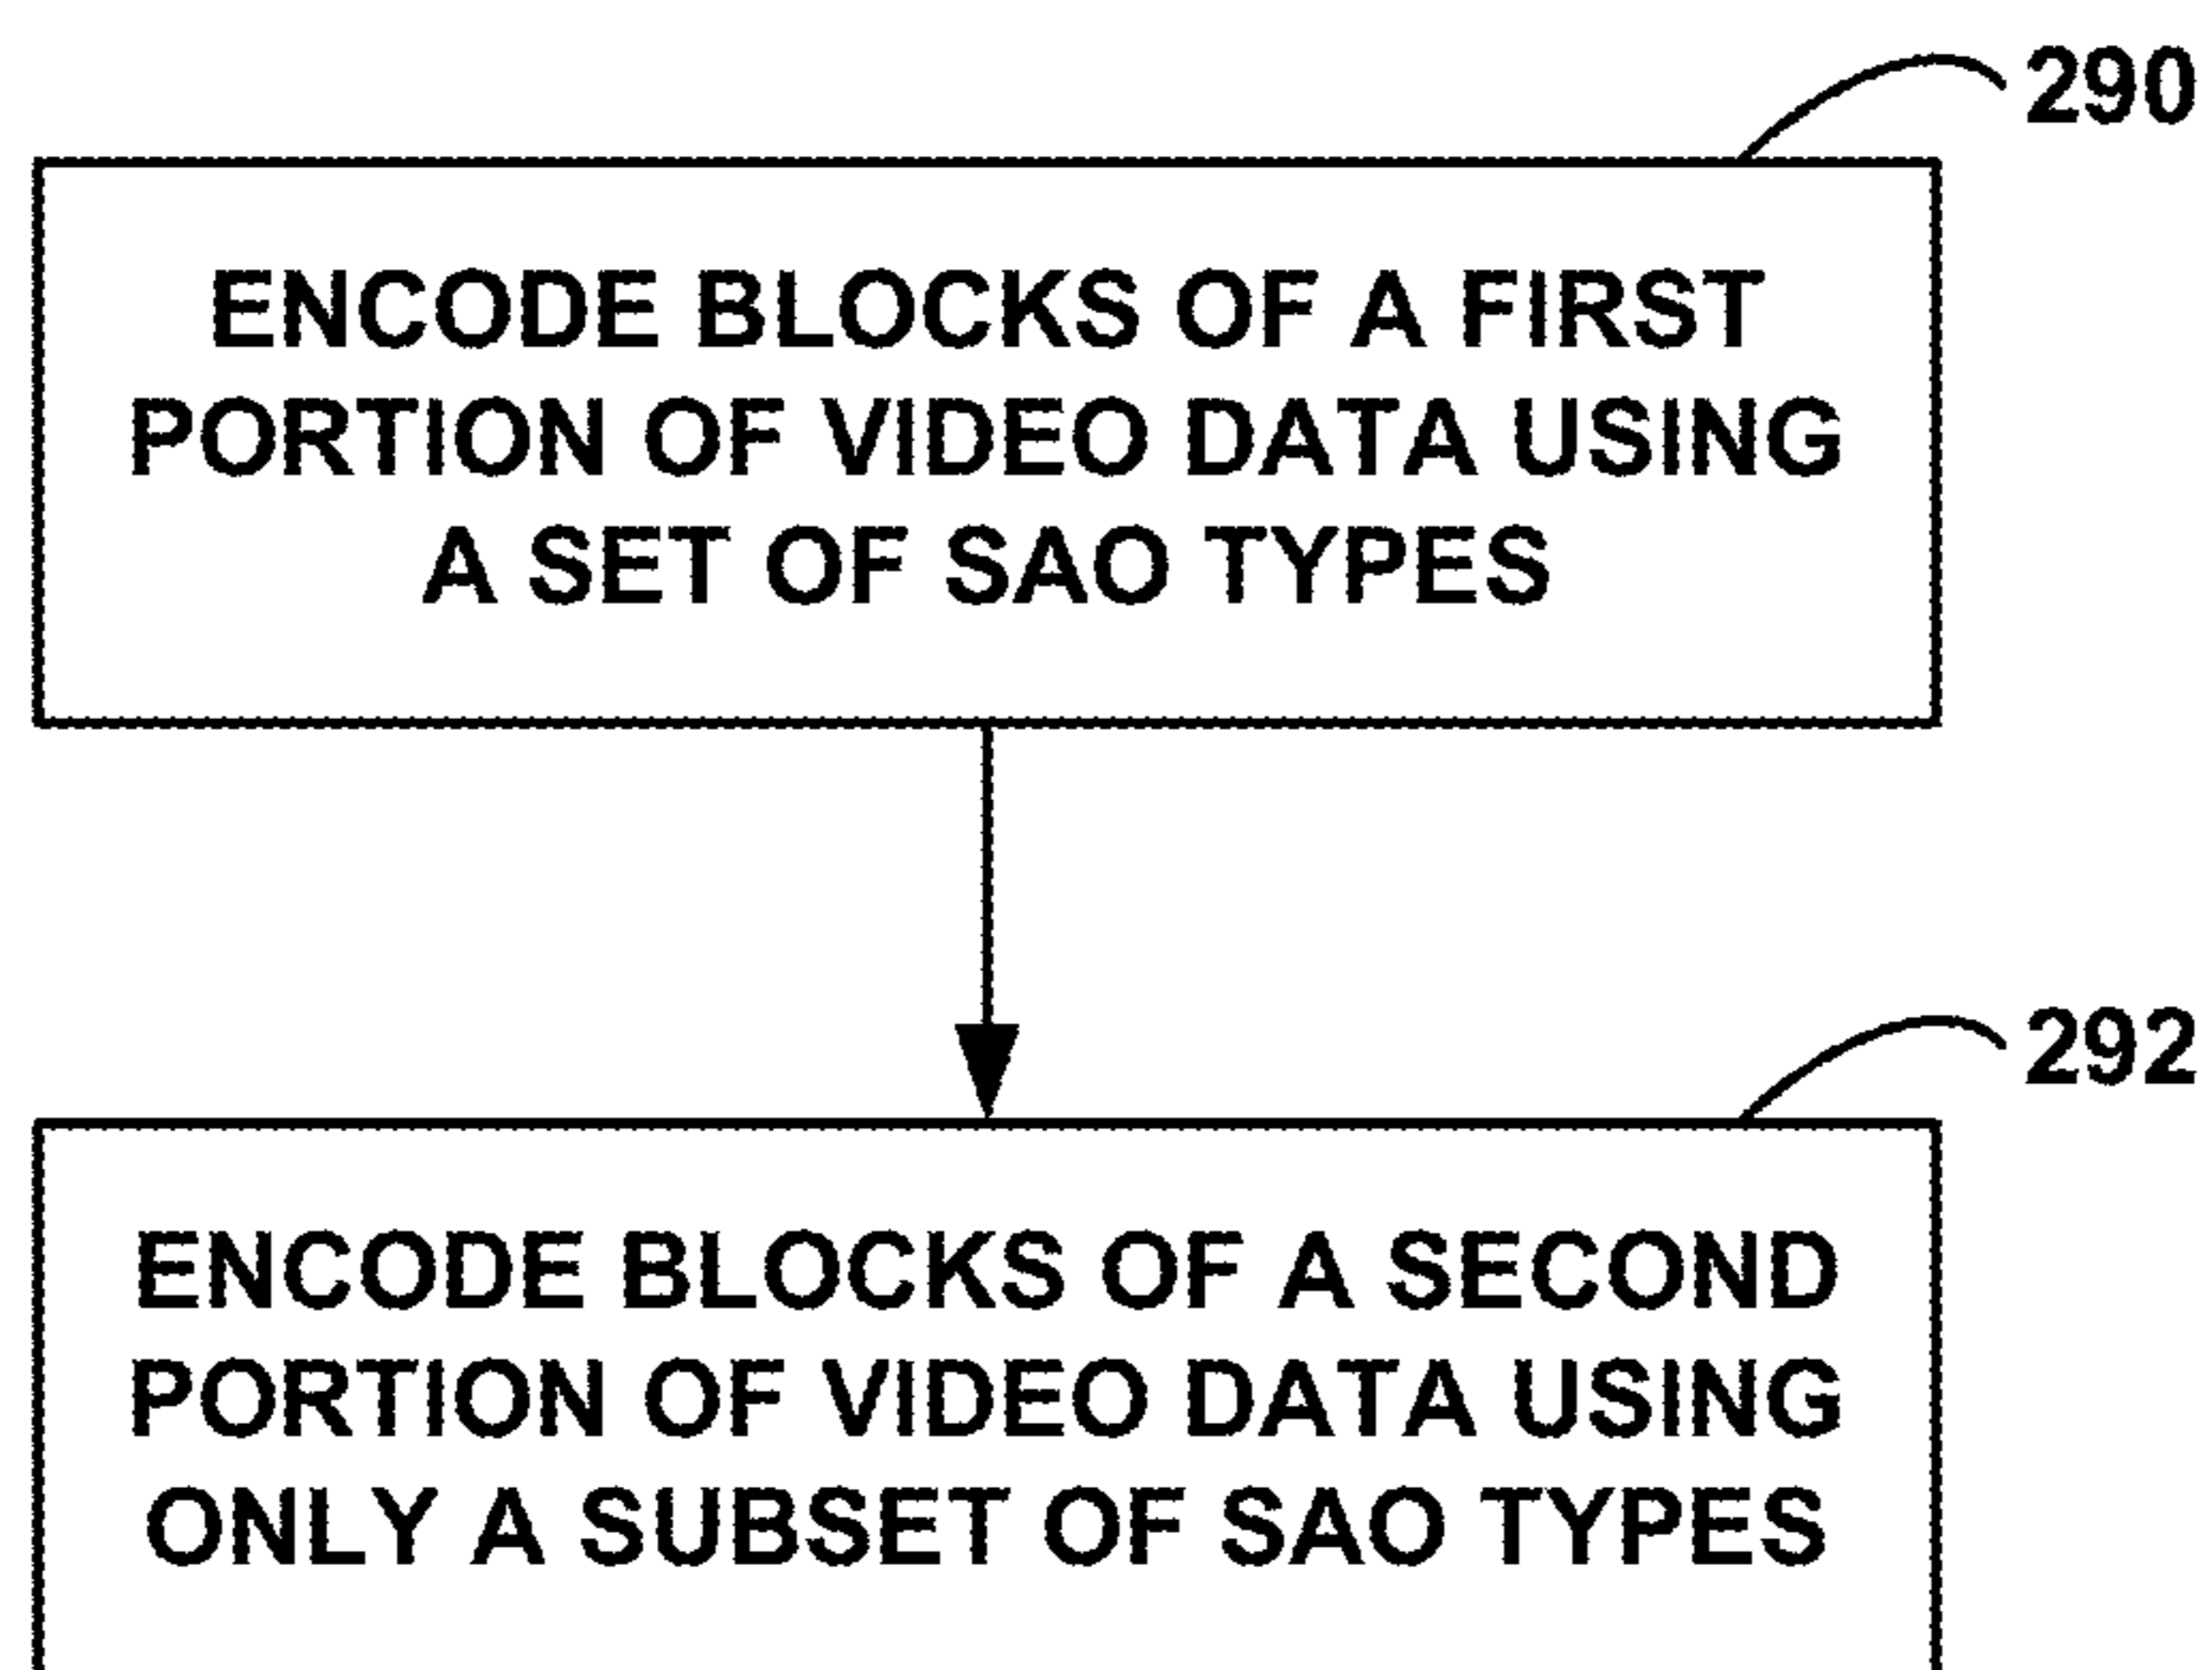 290
ENCODE BLOCKS OF A FIRST
PORTION OF VIDEO DATA USING
A SET OF SAO TYPES
292
ENCODE BLOCKS OF A SECOND
PORTION OF VIDEO DATA USING
ONLY A SUBSET OF SAO TYPES